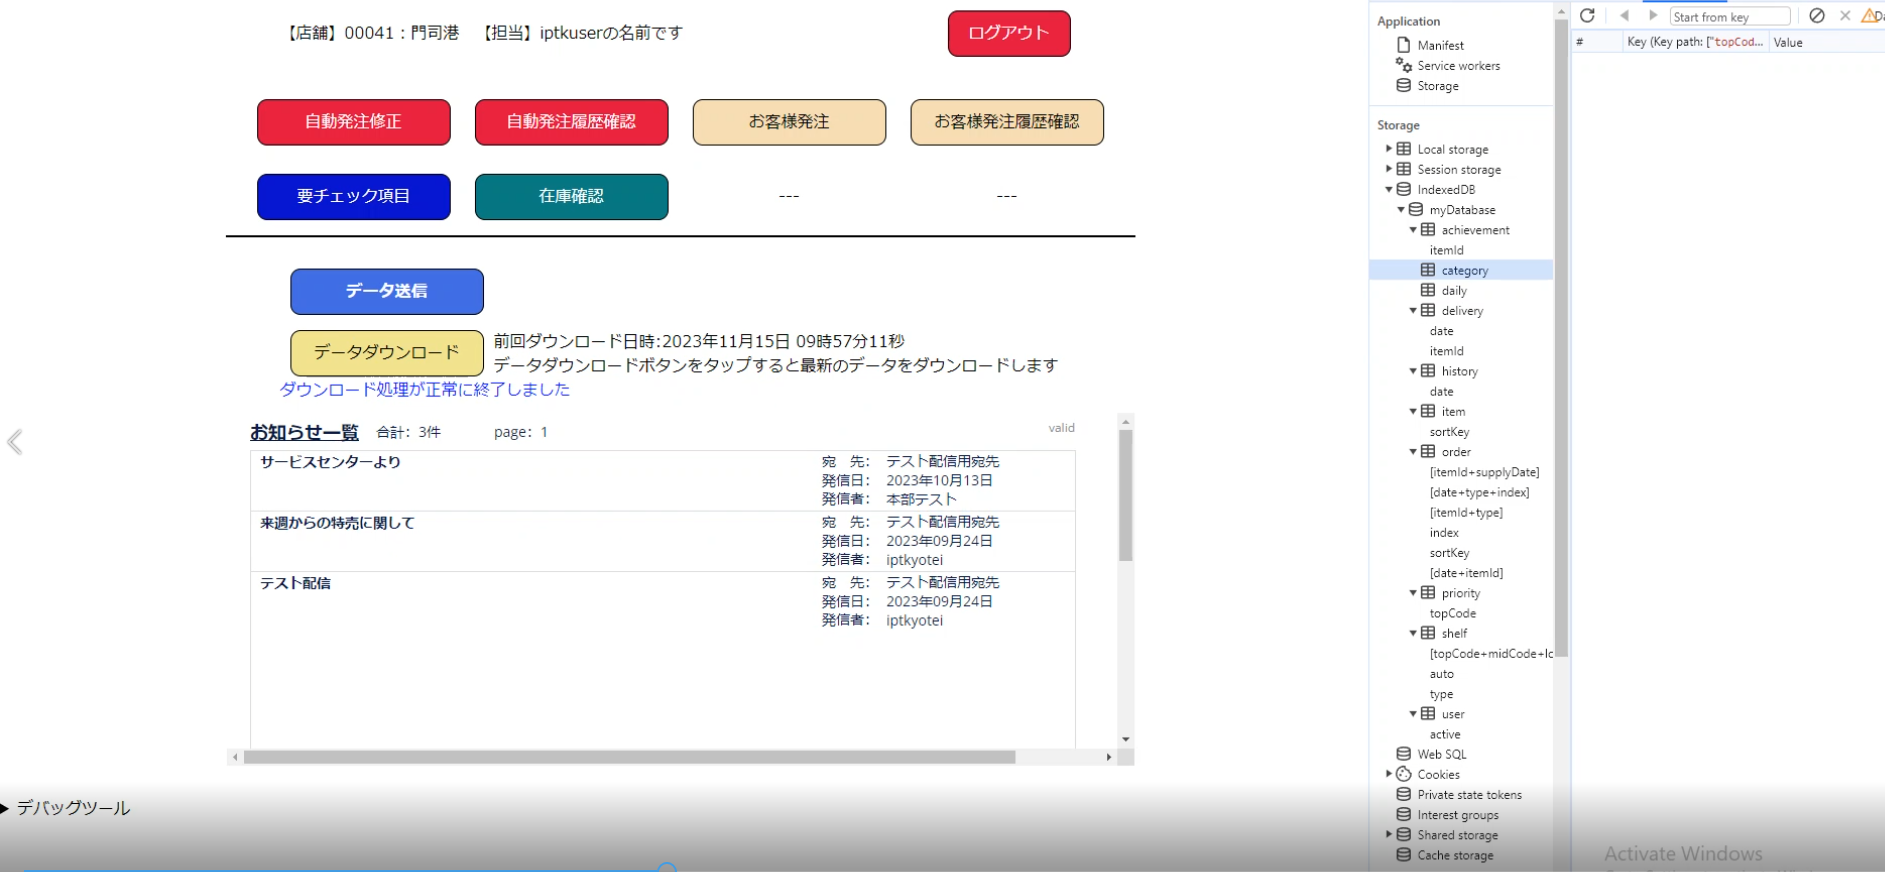 【店舗】00041：門司港　【担当】iptkuserの名前です
ログアウト
自動発注修正
自動発注履歴確認
お客様発注
お客様発注履歴確認
要チェック項目
在庫確認
---
---
データ送信
データダウンロード
前回ダウンロード日時:2023年11月15日 09時57分11秒
データダウンロードボタンをタップすると最新のデータをダウンロードします
ダウンロード処理が正常に終了しました
お知らせ一覧 合計：3件 page：1
valid
サービスセンターより
宛　先： テスト配信用宛先
発信日： 2023年10月13日
発信者： 本部テスト
来週からの特売に関して
宛　先： テスト配信用宛先
発信日： 2023年09月24日
発信者： iptkyotei
テスト配信
宛　先： テスト配信用宛先
発信日： 2023年09月24日
発信者： iptkyotei
デバッグツール
Application
Manifest
Service workers
Storage
Storage
Local storage
Session storage
IndexedDB
myDatabase
achievement
itemId
category
daily
delivery
date
itemId
history
date
item
sortKey
order
[itemId+supplyDate]
[date+type+index]
[itemId+type]
index
sortKey
[date+itemId]
priority
topCode
shelf
[topCode+midCode+lc
auto
type
user
active
Web SQL
Cookies
Private state tokens
Interest groups
Shared storage
Cache storage
Start from key
Da
# Key (Key path: ["topCod... Value
Activate Windows